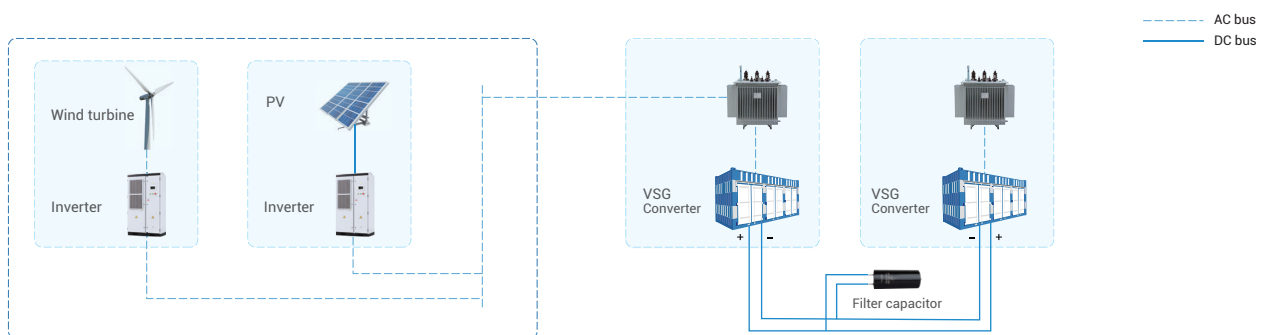 AC bus
DC bus
Wind turbine
PV
Inverter
Inverter
VSG
Converter
VSG
Converter
+ -
- +
Filter capacitor